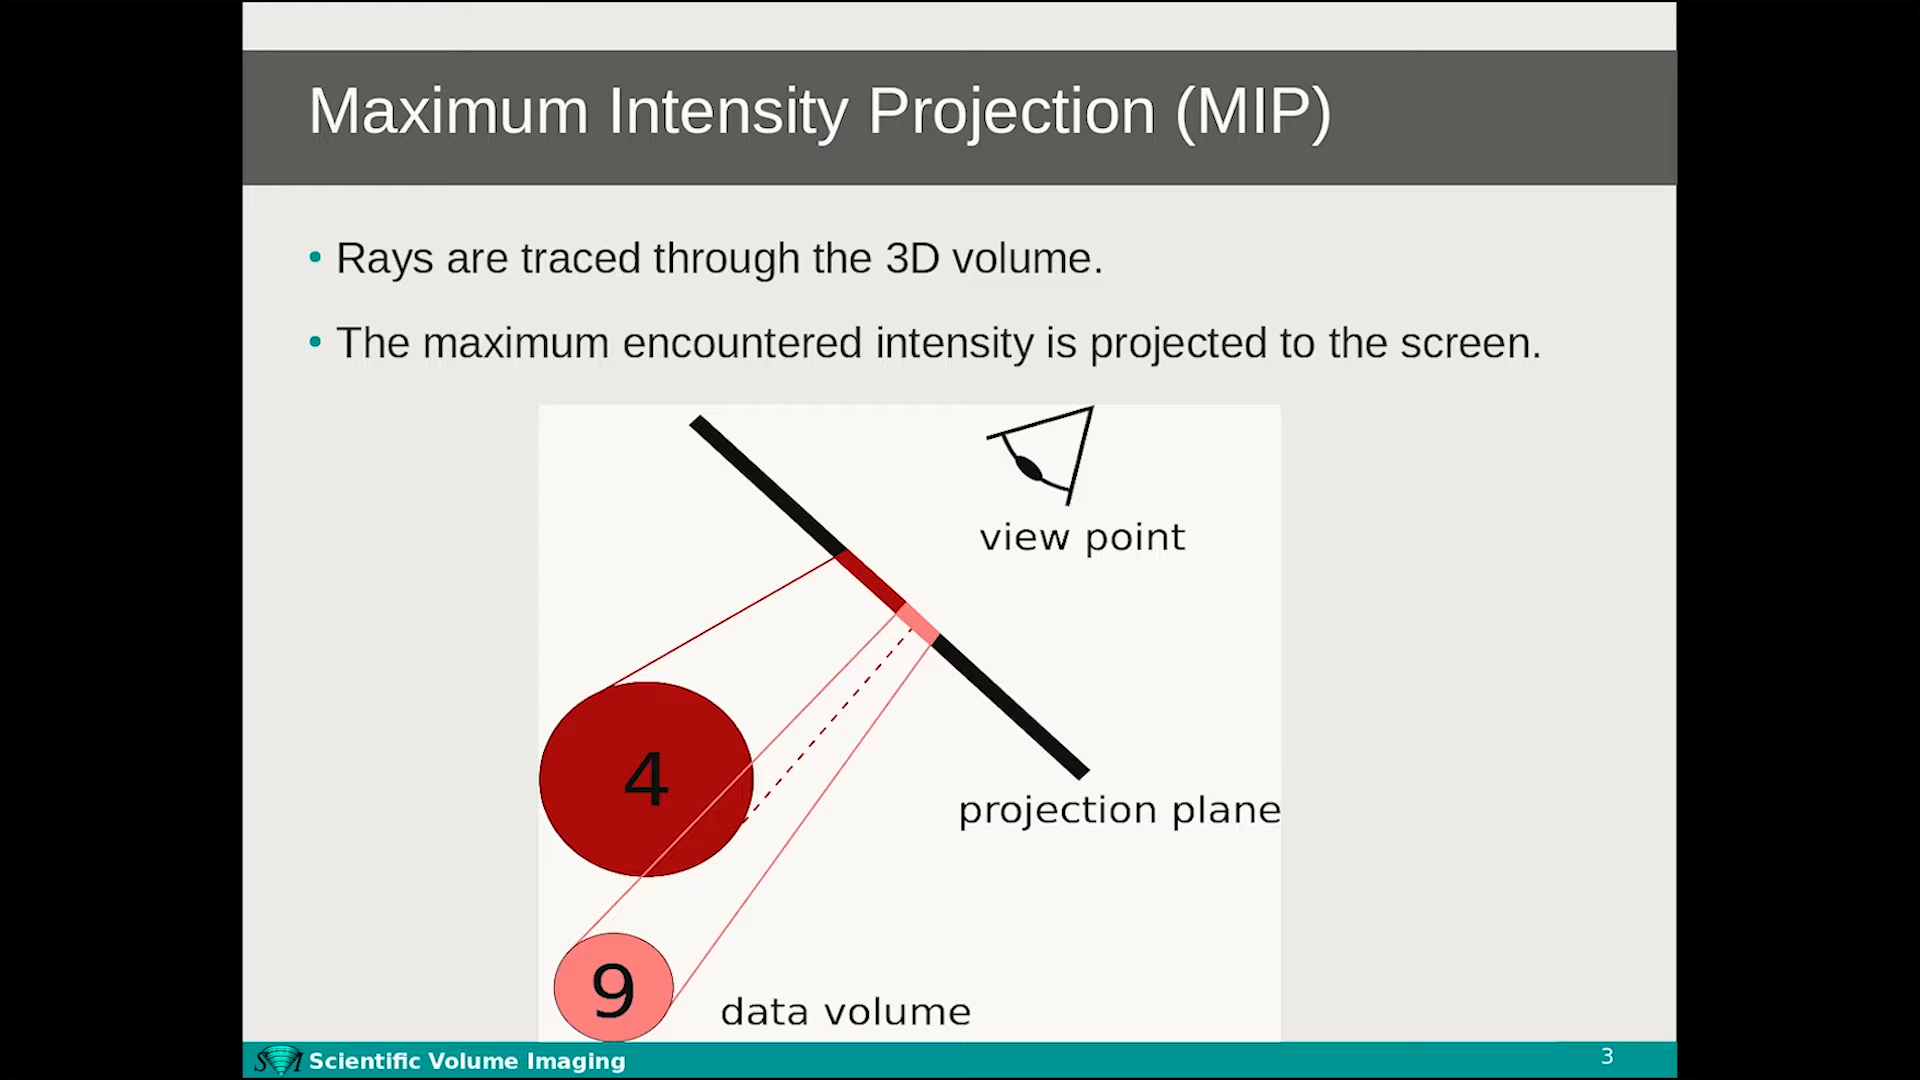 Maximum Intensity Projection (MIP)
• Rays are traced through the 3D volume.
• The maximum encountered intensity is projected to the screen.
view point
4
projection plane
9
data volume
SVI Scientific Volume Imaging
3